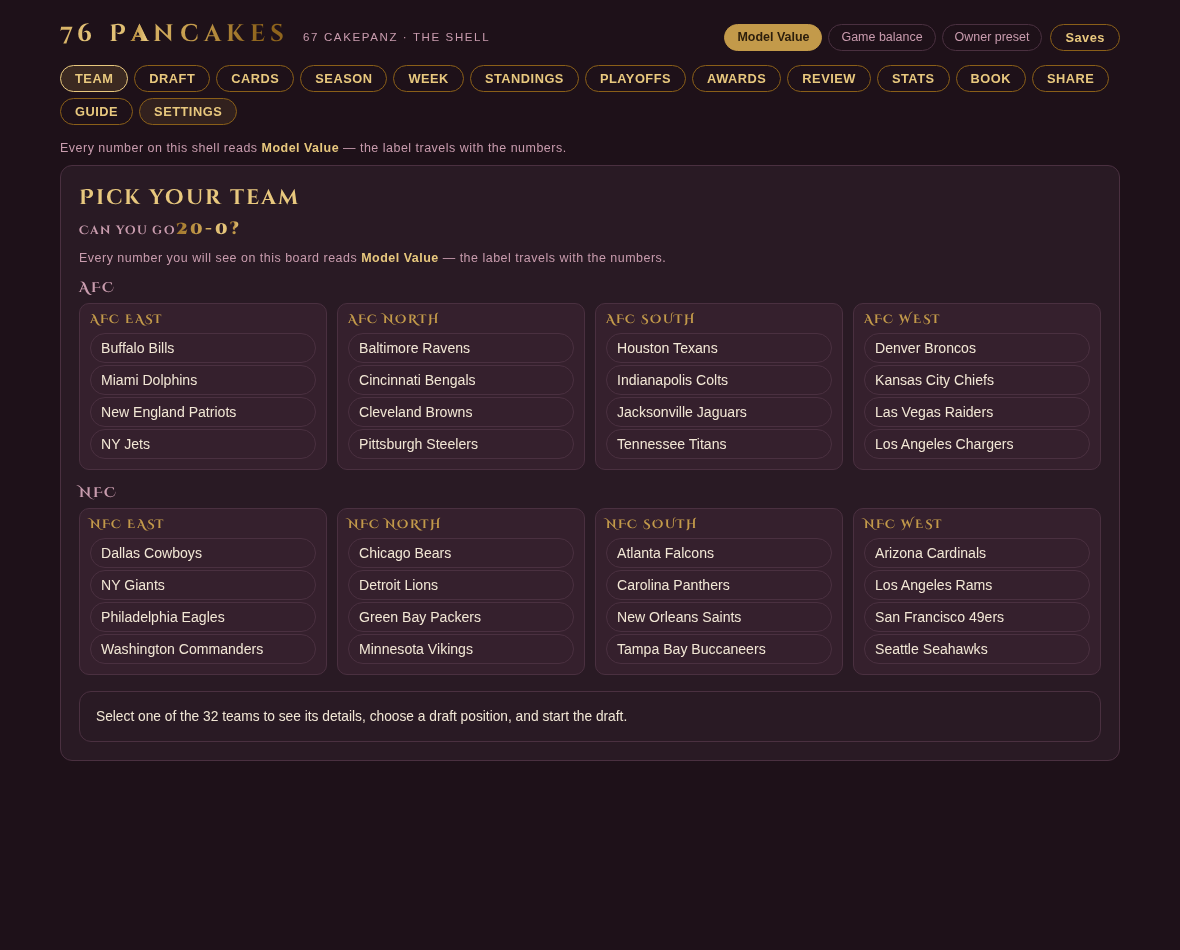 76 PANCAKES 67 CAKEPANZ · THE SHELL Model Value Game balance Owner preset Saves
TEAM DRAFT CARDS SEASON WEEK STANDINGS PLAYOFFS AWARDS REVIEW STATS BOOK SHARE
GUIDE SETTINGS
Every number on this shell reads Model Value — the label travels with the numbers.
PICK YOUR TEAM
CAN YOU GO 20-0?
Every number you will see on this board reads Model Value — the label travels with the numbers.
AFC
AFC EAST AFC NORTH AFC SOUTH AFC WEST
Buffalo Bills Baltimore Ravens Houston Texans Denver Broncos
Miami Dolphins Cincinnati Bengals Indianapolis Colts Kansas City Chiefs
New England Patriots Cleveland Browns Jacksonville Jaguars Las Vegas Raiders
NY Jets Pittsburgh Steelers Tennessee Titans Los Angeles Chargers
NFC
NFC EAST NFC NORTH NFC SOUTH NFC WEST
Dallas Cowboys Chicago Bears Atlanta Falcons Arizona Cardinals
NY Giants Detroit Lions Carolina Panthers Los Angeles Rams
Philadelphia Eagles Green Bay Packers New Orleans Saints San Francisco 49ers
Washington Commanders Minnesota Vikings Tampa Bay Buccaneers Seattle Seahawks
Select one of the 32 teams to see its details, choose a draft position, and start the draft.